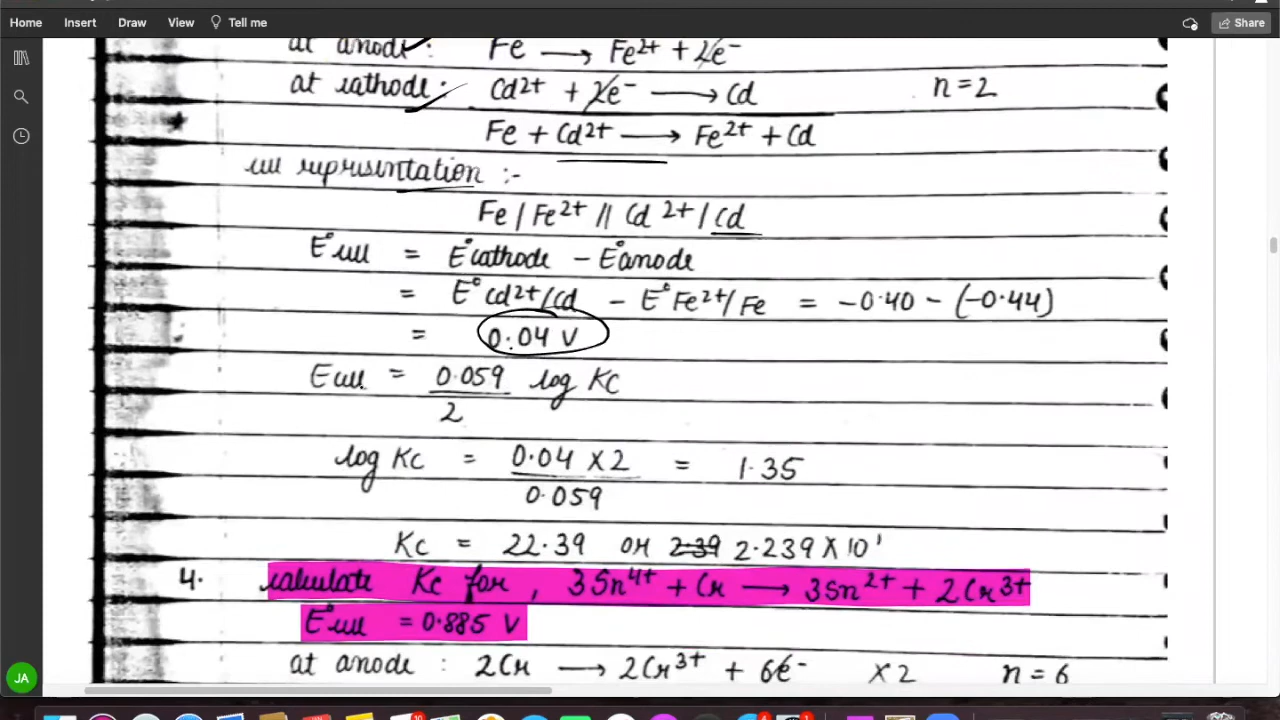 Home Insert Draw View Tell me Share
at anode: Fe ⟶ Fe²⁺ + 2e⁻
at cathode: Cd²⁺ + 2e⁻ ⟶ Cd n=2
Fe + Cd²⁺ ⟶ Fe²⁺ + Cd
cell representation :-
Fe / Fe²⁺ // Cd²⁺ / Cd
E°cell = E°cathode - E°anode
= E°Cd²⁺/Cd - E°Fe²⁺/Fe = -0.40 - (-0.44)
= 0.04 V
Ecell = 0.059 log KC
2
log KC = 0.04 X 2 = 1.35
0.059
KC = 22.39 or 2.39 2.239 X 10¹
4. calculate KC for, 3Sn⁴⁺ + Cr ⟶ 3Sn²⁺ + 2Cr³⁺
E°cell = 0.885 V
at anode : 2Cr ⟶ 2Cr³⁺ + 6e⁻ X2 n = 6
JA